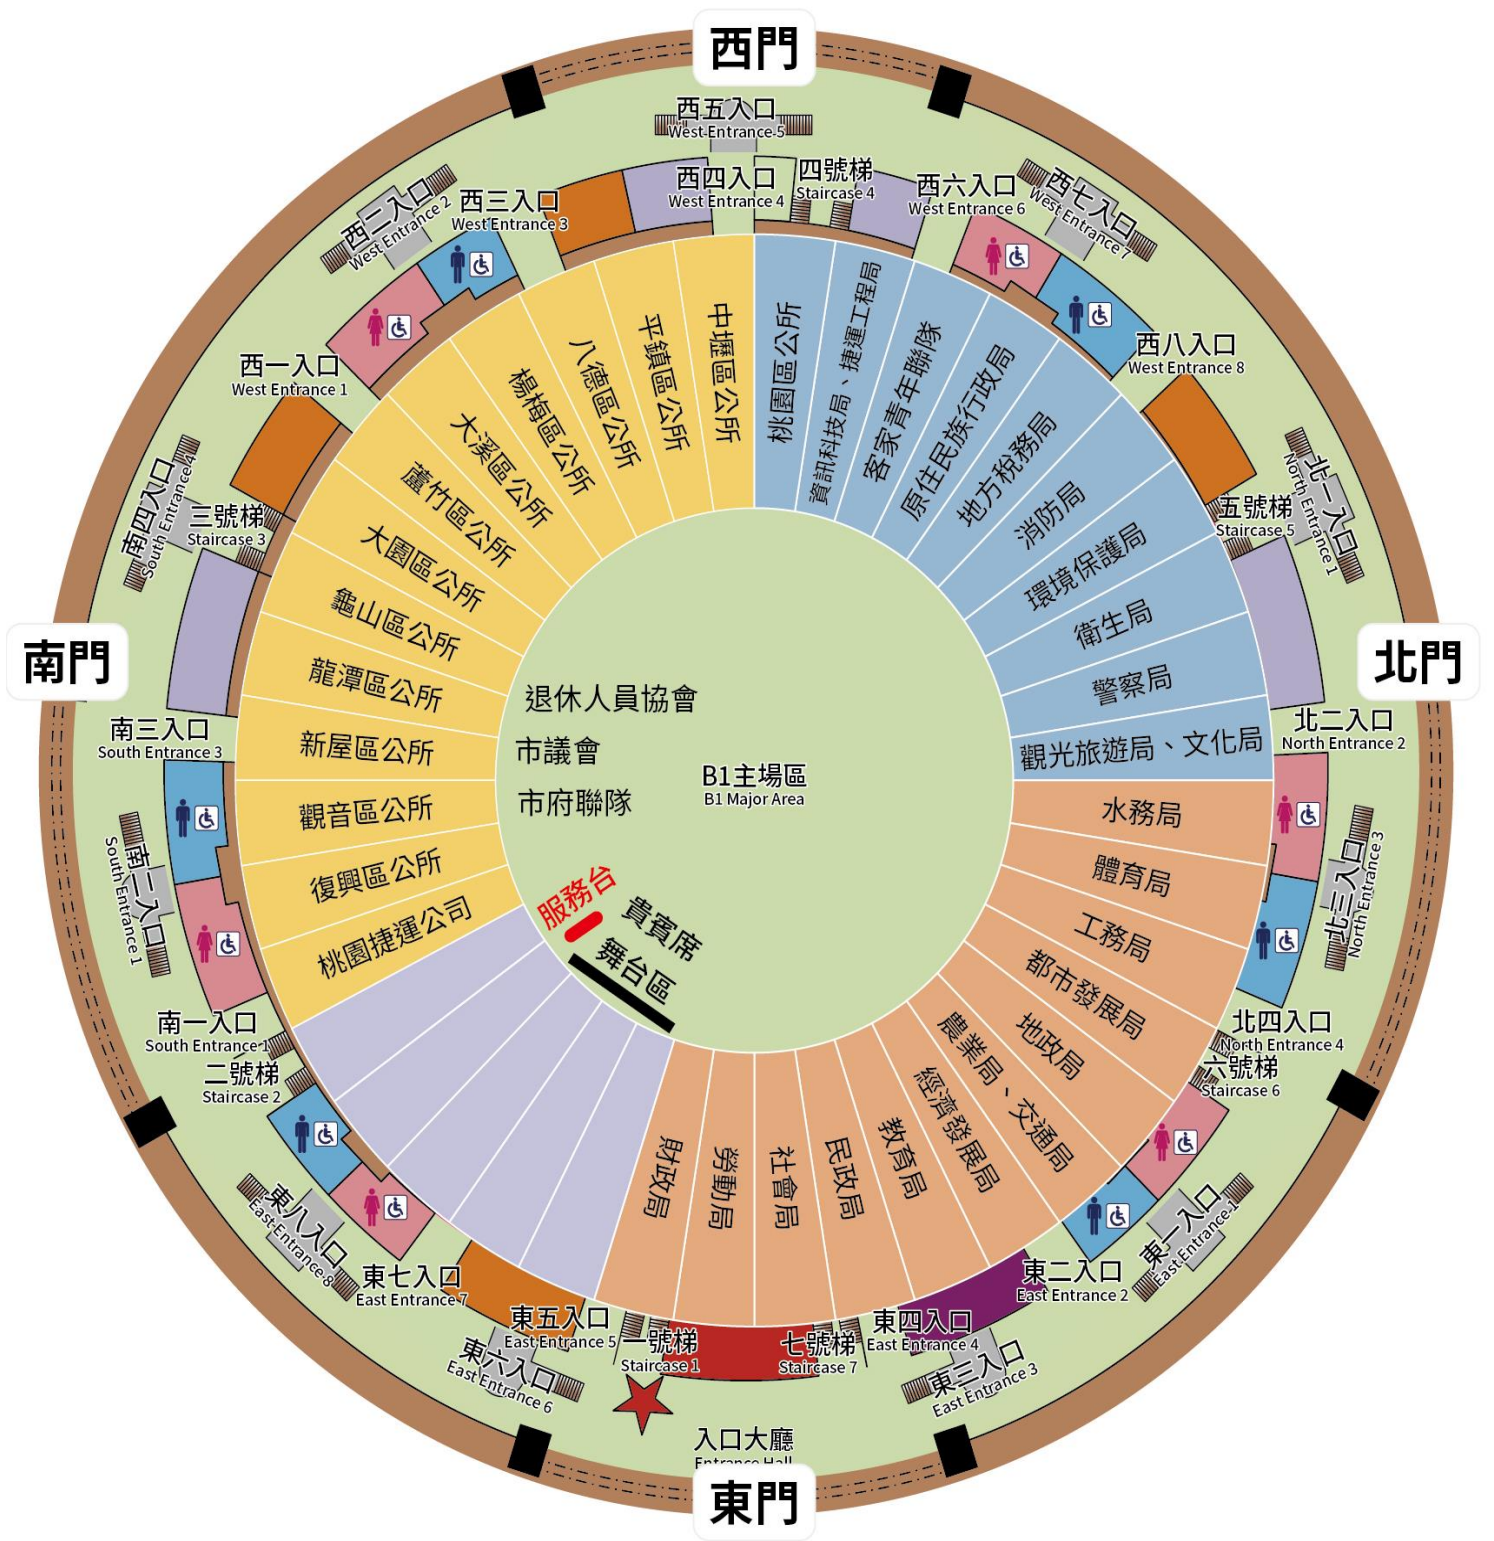 西門
西五入口
West Entrance 5
西四入口
West Entrance 4
四號梯
Staircase 4
西六入口
West Entrance 6
西七入口
West Entrance 7
西三入口
West Entrance 3
西二入口
West Entrance 2
西一入口
West Entrance 1
西八入口
West Entrance 8
南四入口
South Entrance 4
三號梯
Staircase 3
五號梯
Staircase 5
北一入口
North Entrance 1
中壢區公所
平鎮區公所
八德區公所
楊梅區公所
大溪區公所
蘆竹區公所
大園區公所
龜山區公所
龍潭區公所
新屋區公所
觀音區公所
復興區公所
桃園捷運公司
桃園區公所
資訊科技局、捷運工程局
客家青年聯隊
原住民族行政局
地方稅務局
消防局
環境保護局
衛生局
警察局
觀光旅遊局、文化局
水務局
體育局
工務局
都市發展局
地政局
農業局、交通局
經濟發展局
教育局
民政局
社會局
勞動局
財政局
南門
北門
退休人員協會
市議會
市府聯隊
B1主場區
B1 Major Area
服務台
貴賓席
舞台區
南三入口
South Entrance 3
南二入口
South Entrance 1
南一入口
South Entrance 1
二號梯
Staircase 2
北二入口
North Entrance 2
北三入口
North Entrance 3
北四入口
North Entrance 4
六號梯
Staircase 6
東八入口
East Entrance 8
東七入口
East Entrance 7
東五入口
East Entrance 5
東六入口
East Entrance 6
一號梯
Staircase 1
七號梯
Staircase 7
東四入口
East Entrance 4
東三入口
East Entrance 3
東二入口
East Entrance 2
東一入口
East Entrance 1
入口大廳
Entrance Hall
東門